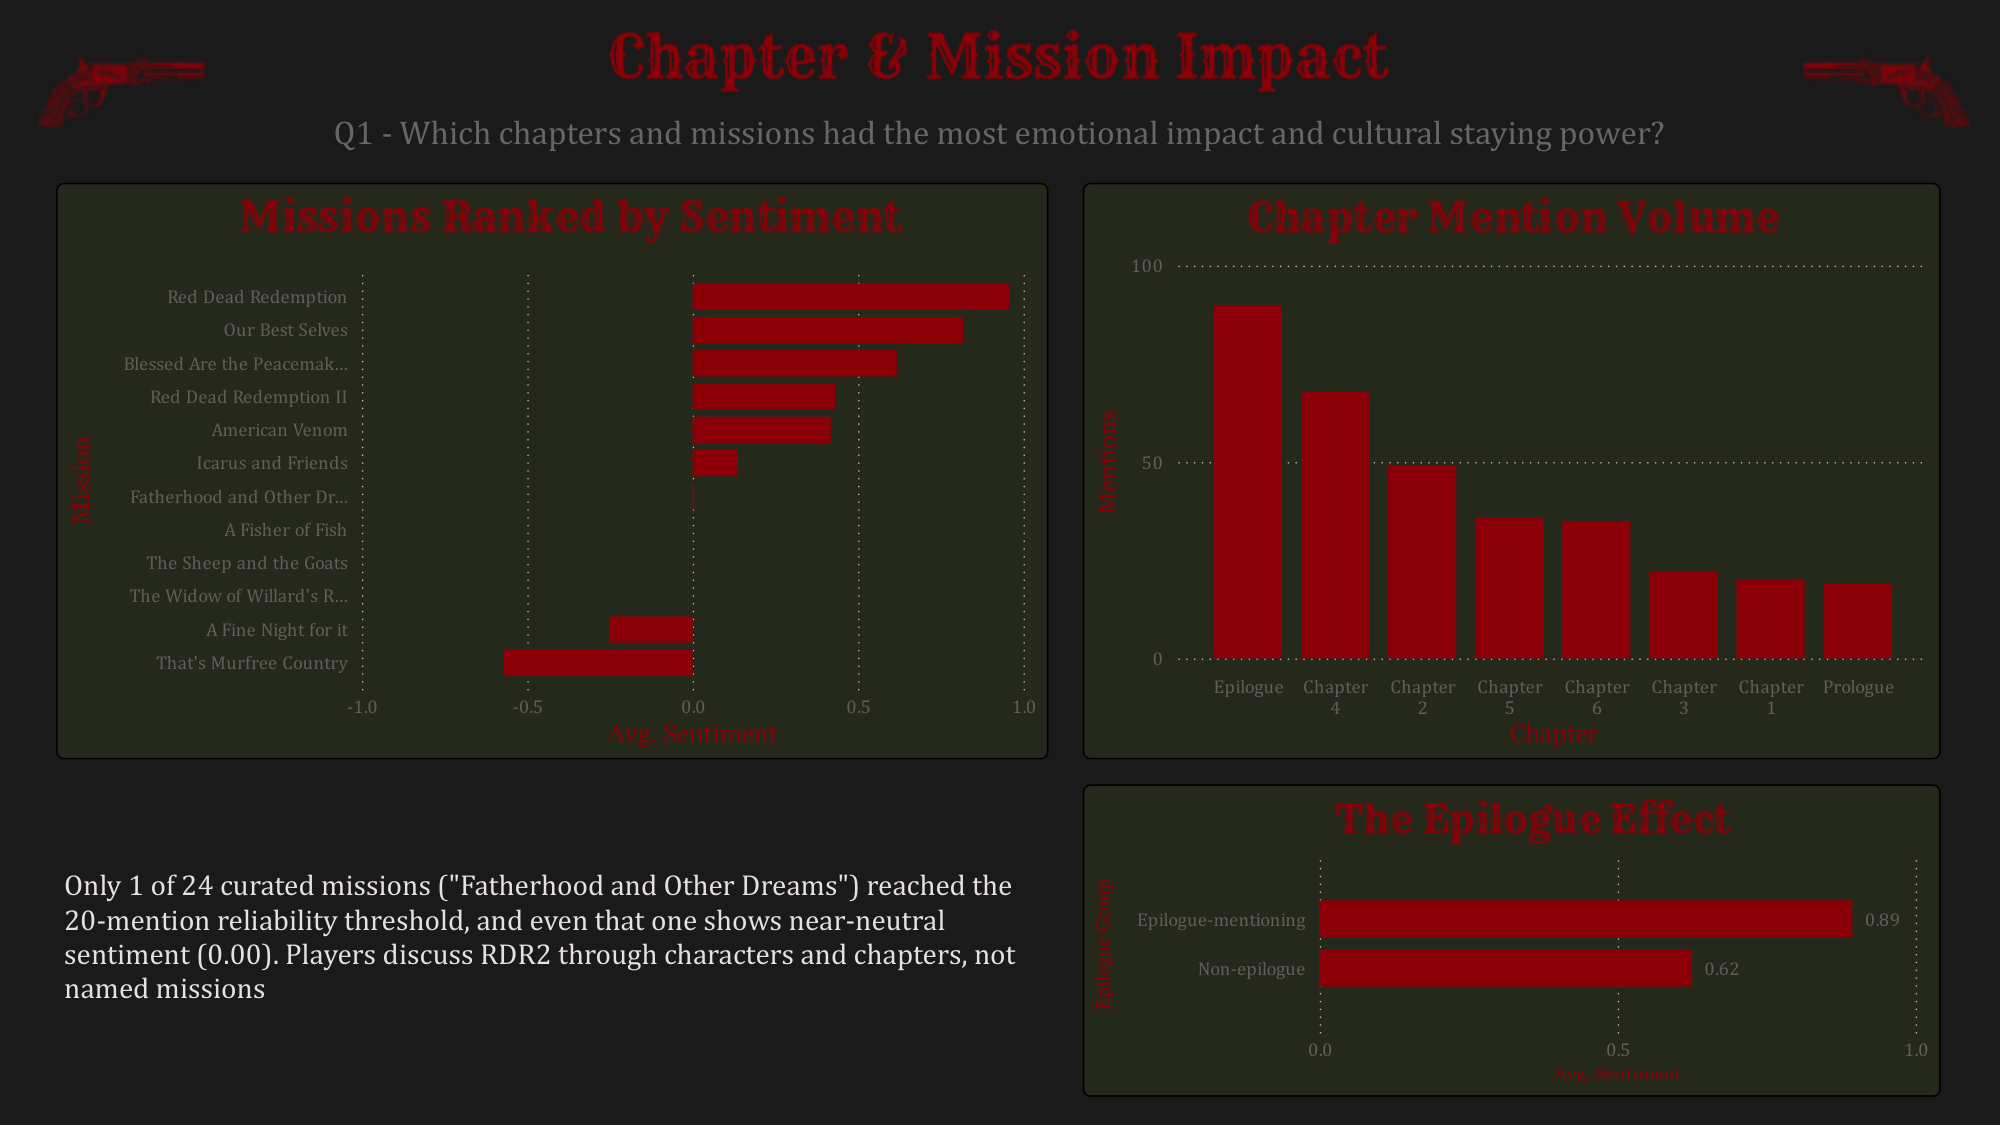 Chapter & Mission Impact
Q1 - Which chapters and missions had the most emotional impact and cultural staying power?
Missions Ranked by Sentiment
Mission
Red Dead Redemption
Our Best Selves
Blessed Are the Peacemak...
Red Dead Redemption II
American Venom
Icarus and Friends
Fatherhood and Other Dr...
A Fisher of Fish
The Sheep and the Goats
The Widow of Willard's R...
A Fine Night for it
That's Murfree Country
-1.0
-0.5
0.0
0.5
1.0
Avg. Sentiment
Chapter Mention Volume
Mentions
100
50
0
Epilogue
Chapter
4
Chapter
2
Chapter
5
Chapter
6
Chapter
3
Chapter
1
Prologue
Chapter
Only 1 of 24 curated missions ("Fatherhood and Other Dreams") reached the
20-mention reliability threshold, and even that one shows near-neutral
sentiment (0.00). Players discuss RDR2 through characters and chapters, not
named missions
The Epilogue Effect
Epilogue Group
Epilogue-mentioning
0.89
Non-epilogue
0.62
0.0
0.5
1.0
Avg. Sentiment